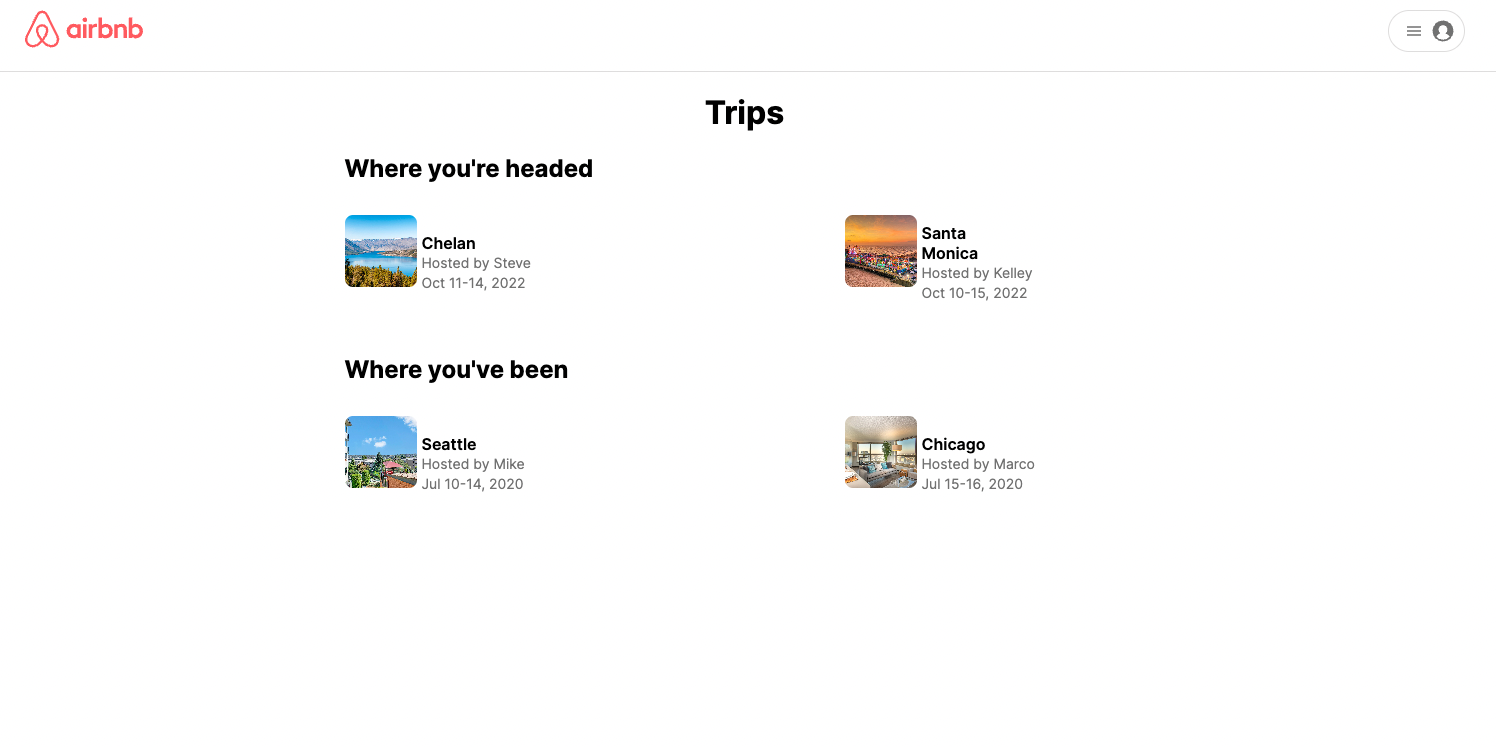 airbnb
Trips
Where you're headed
Chelan
Hosted by Steve
Oct 11-14, 2022
Santa
Monica
Hosted by Kelley
Oct 10-15, 2022
Where you've been
Seattle
Hosted by Mike
Jul 10-14, 2020
Chicago
Hosted by Marco
Jul 15-16, 2020